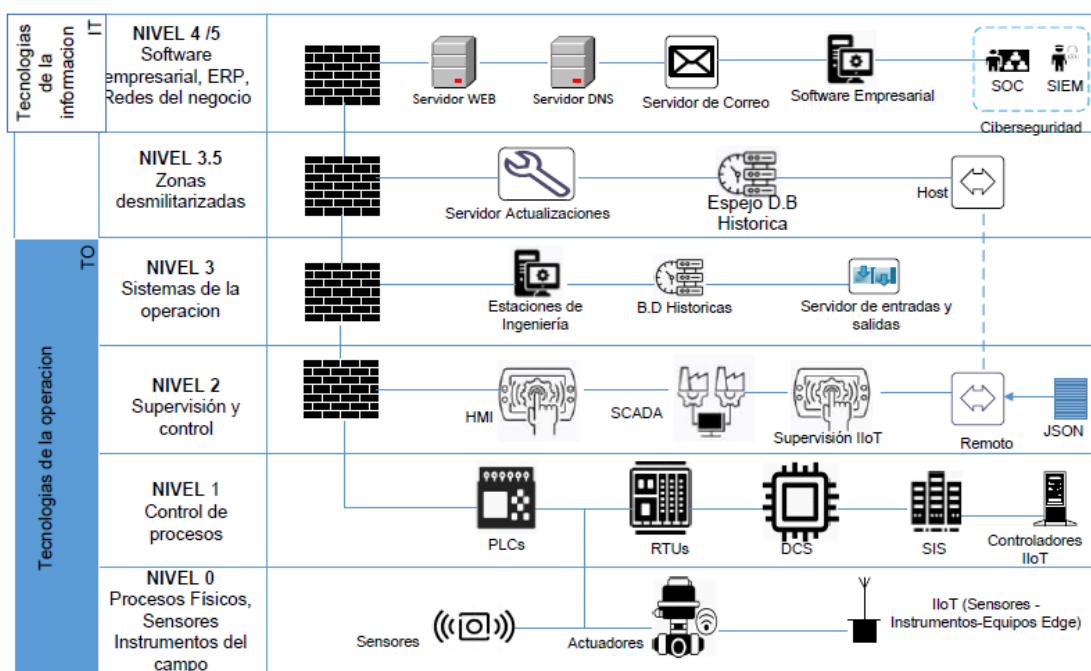 Tecnologias
de la
informacion
IT
NIVEL 4 /5
Software
empresarial, ERP,
Redes del negocio
Servidor WEB
Servidor DNS
Servidor de Correo
Software Empresarial
SOC
SIEM
Ciberseguridad
NIVEL 3.5
Zonas
desmilitarizadas
Servidor Actualizaciones
Espejo D.B
Historica
Host
Tecnologias de la operacion
TO
NIVEL 3
Sistemas de la
operacion
Estaciones de
Ingeniería
B.D Historicas
Servidor de entradas y
salidas
NIVEL 2
Supervisión y
control
HMI
SCADA
Supervisión IIoT
Remoto
JSON
NIVEL 1
Control de
procesos
PLCs
RTUs
DCS
SIS
Controladores
IIoT
NIVEL 0
Procesos Físicos,
Sensores
Instrumentos del
campo
Sensores
Actuadores
IIoT (Sensores -
Instrumentos-Equipos Edge)